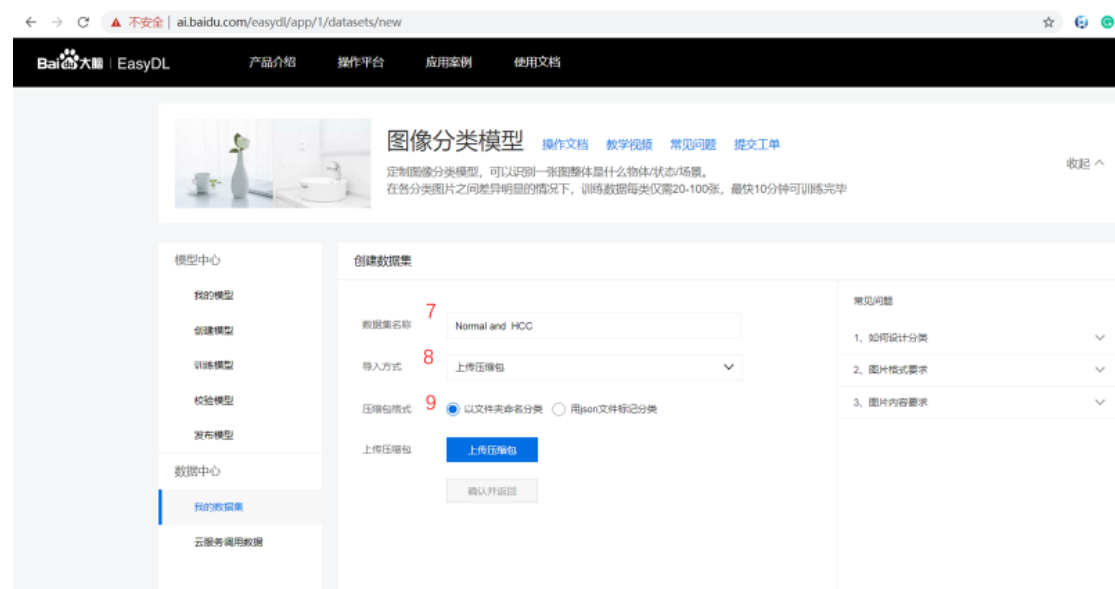 不安全 | ai.baidu.com/easydl/app/1/datasets/new
Bai大脑 | EasyDL 产品介绍 操作平台 应用案例 使用文档
图像分类模型 操作文档 教学视频 常见问题 提交工单
定制图像分类模型，可以识别一张图整体是什么物体/状态/场景。
收起
在各分类图片之间差异明显的情况下，训练数据每类仅需20-100张，最快10分钟可训练完毕
模型中心
我的模型
创建模型
训练模型
校验模型
发布模型
数据中心
我的数据集
云服务调用数据
创建数据集
数据集名称 7 Normal and HCC
导入方式 8 上传压缩包
压缩包格式 9 以文件夹命名分类 用json文件标记分类
上传压缩包 上传压缩包
确认并返回
常见问题
1、如何设计分类
2、图片格式要求
3、图片内容要求